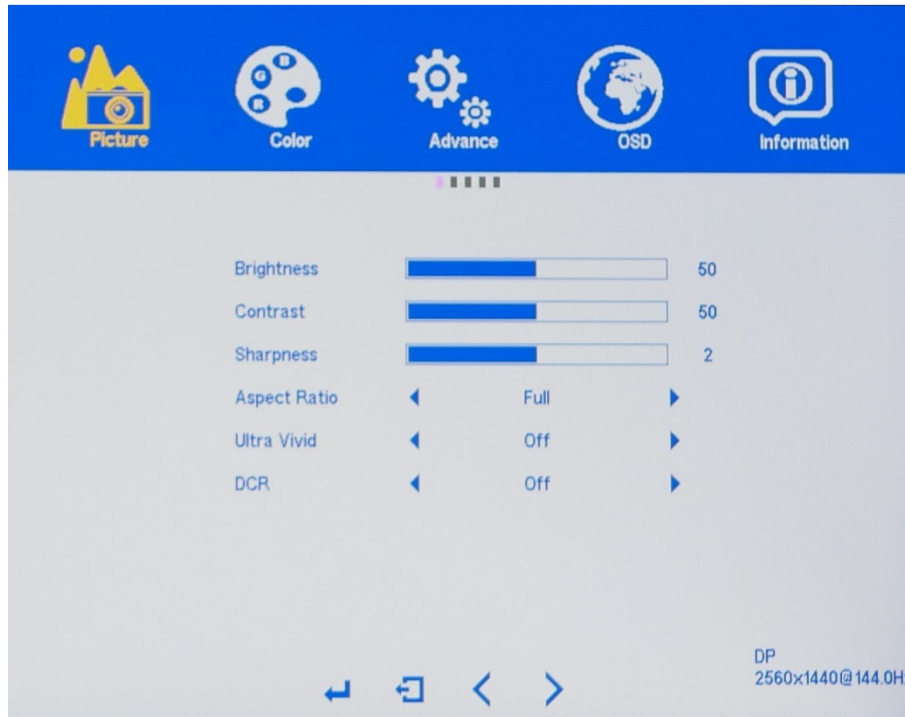 B
G
R
Picture Color Advance OSD Information
Brightness 50
Contrast 50
Sharpness 2
Aspect Ratio Full
Ultra Vivid Off
DCR Off
DP
2560x1440@144.0H